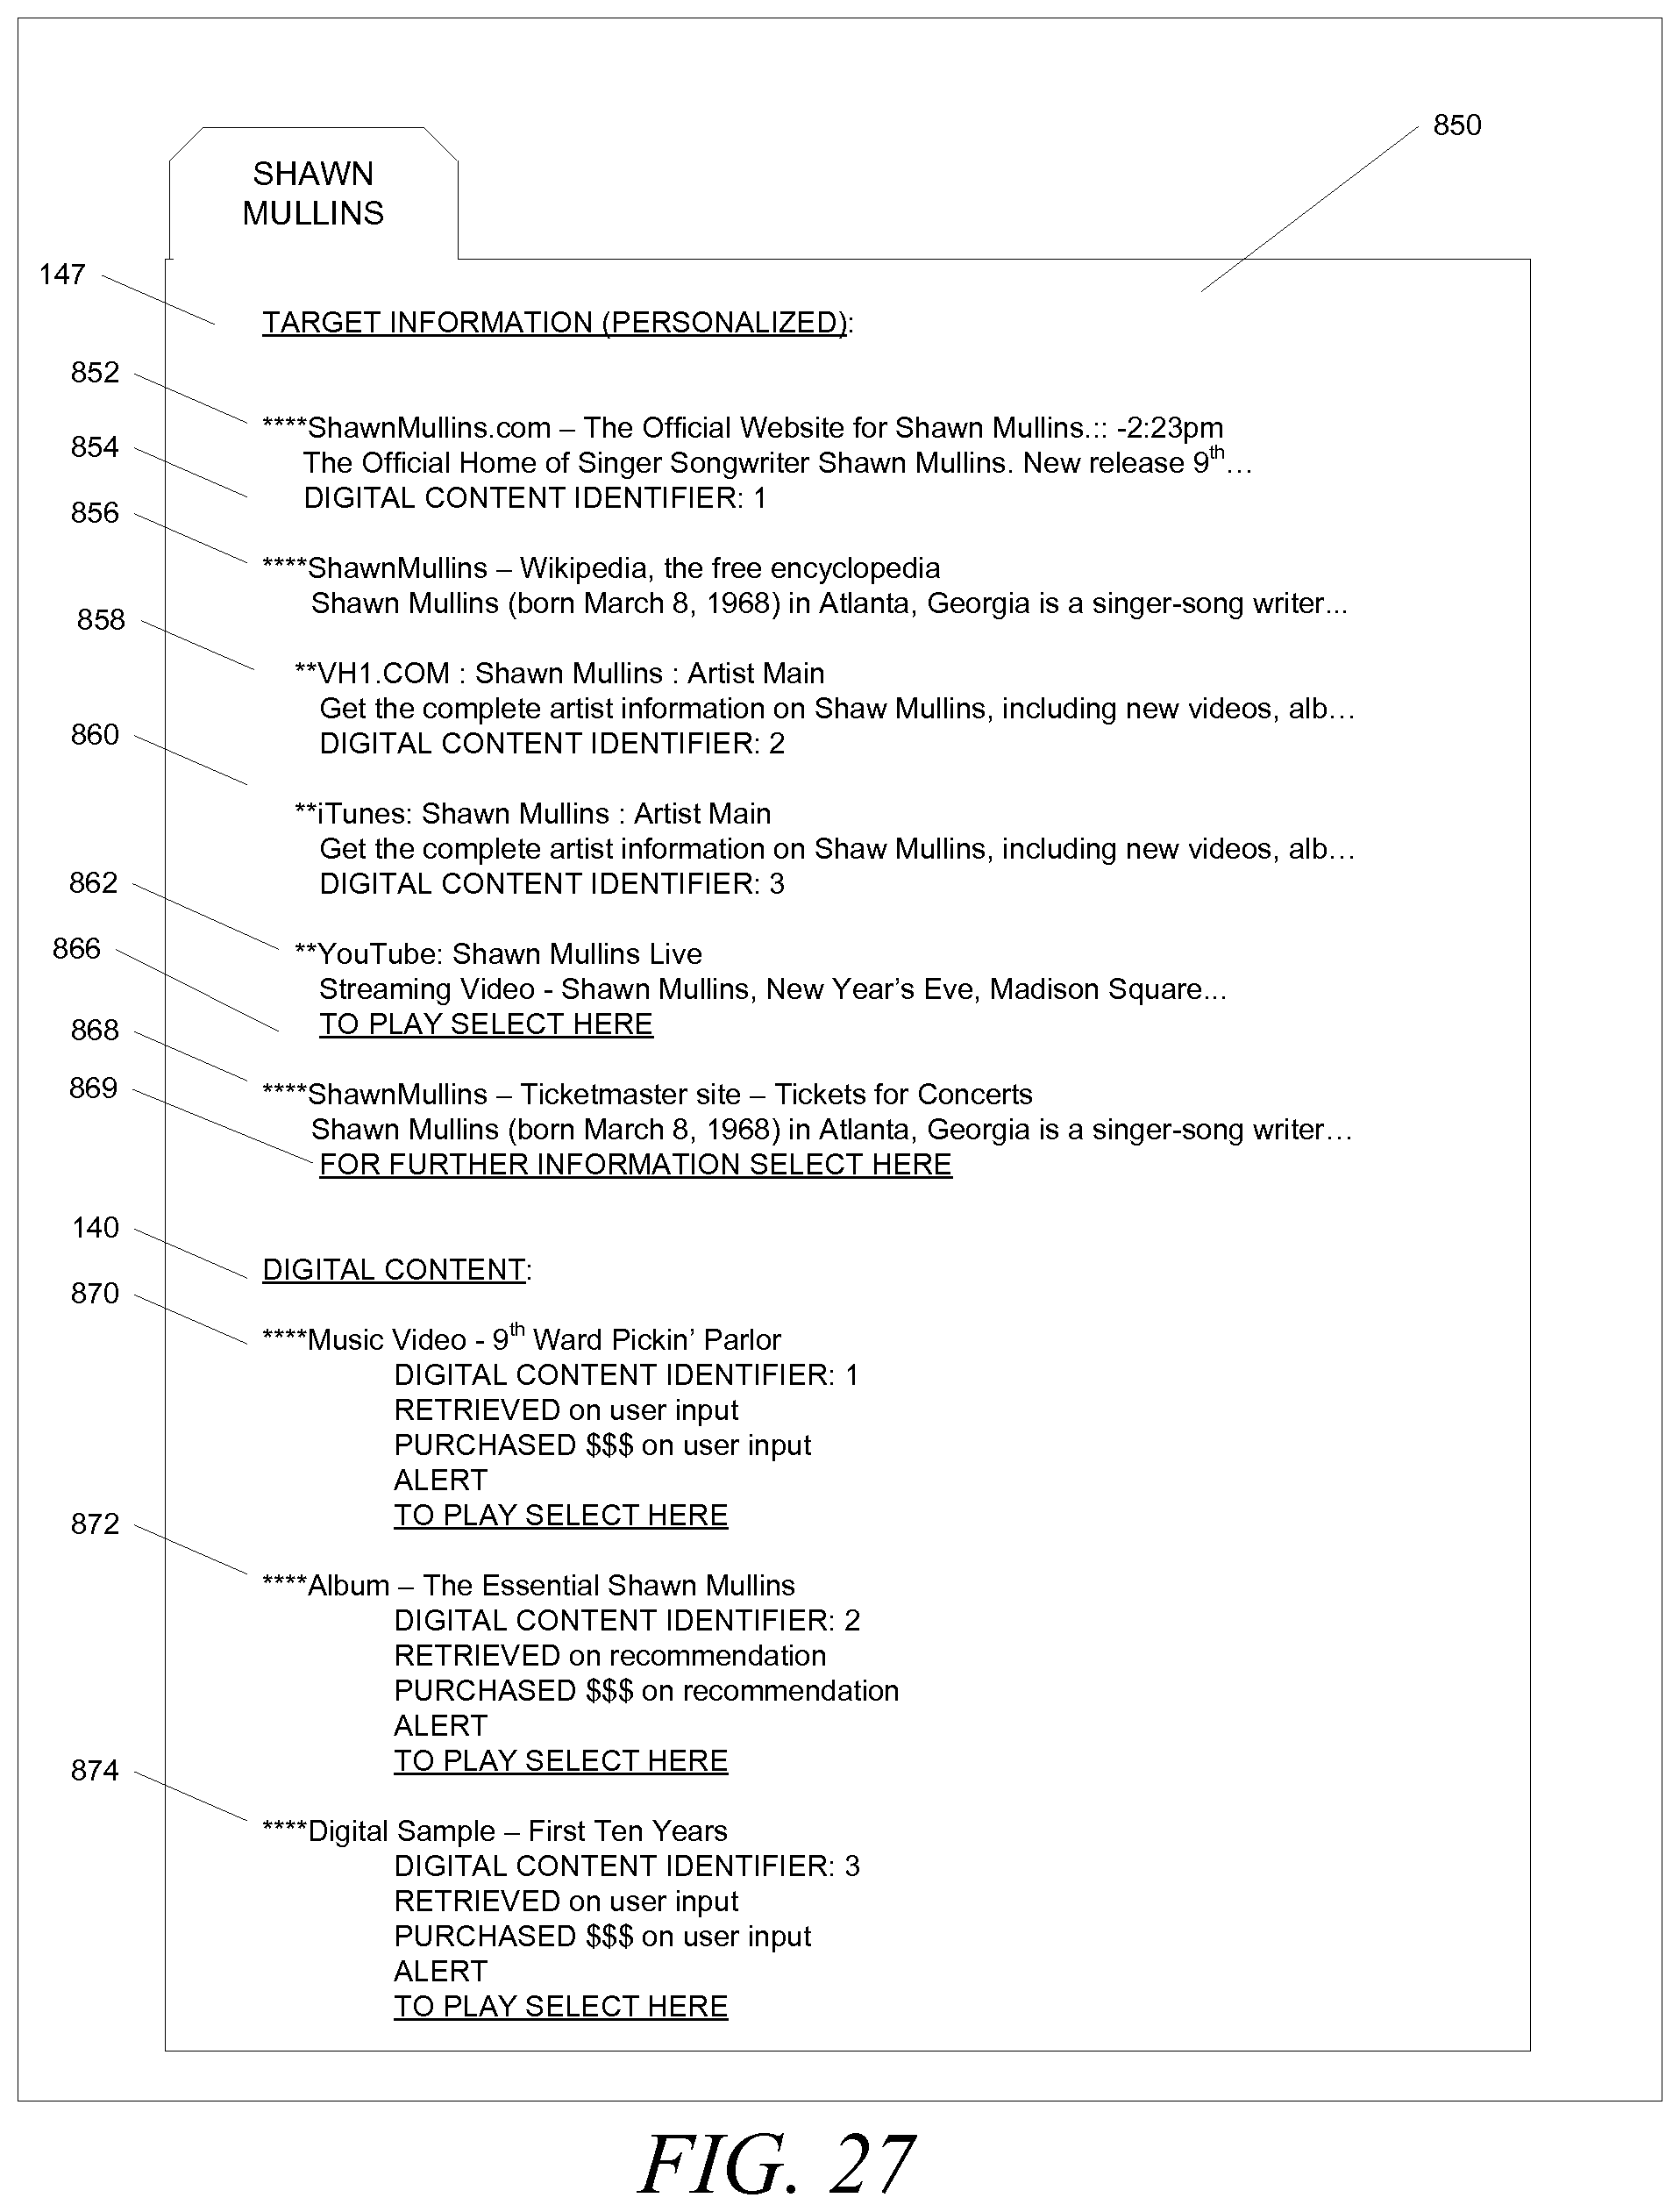 850
SHAWN
MULLINS
147
TARGET INFORMATION (PERSONALIZED):
852
****ShawnMullins.com – The Official Website for Shawn Mullins.:: -2:23pm
854
The Official Home of Singer Songwriter Shawn Mullins. New release 9th…
DIGITAL CONTENT IDENTIFIER: 1
856
****ShawnMullins – Wikipedia, the free encyclopedia
Shawn Mullins (born March 8, 1968) in Atlanta, Georgia is a singer-song writer...
858
**VH1.COM : Shawn Mullins : Artist Main
Get the complete artist information on Shaw Mullins, including new videos, alb…
860
DIGITAL CONTENT IDENTIFIER: 2
**iTunes: Shawn Mullins : Artist Main
Get the complete artist information on Shaw Mullins, including new videos, alb…
862
DIGITAL CONTENT IDENTIFIER: 3
866
**YouTube: Shawn Mullins Live
Streaming Video - Shawn Mullins, New Year’s Eve, Madison Square...
868
TO PLAY SELECT HERE
869
****ShawnMullins – Ticketmaster site – Tickets for Concerts
Shawn Mullins (born March 8, 1968) in Atlanta, Georgia is a singer-song writer…
FOR FURTHER INFORMATION SELECT HERE
140
DIGITAL CONTENT:
870
****Music Video - 9th Ward Pickin’ Parlor
DIGITAL CONTENT IDENTIFIER: 1
RETRIEVED on user input
PURCHASED $$$ on user input
ALERT
TO PLAY SELECT HERE
872
****Album – The Essential Shawn Mullins
DIGITAL CONTENT IDENTIFIER: 2
RETRIEVED on recommendation
PURCHASED $$$ on recommendation
ALERT
TO PLAY SELECT HERE
874
****Digital Sample – First Ten Years
DIGITAL CONTENT IDENTIFIER: 3
RETRIEVED on user input
PURCHASED $$$ on user input
ALERT
TO PLAY SELECT HERE
FIG. 27